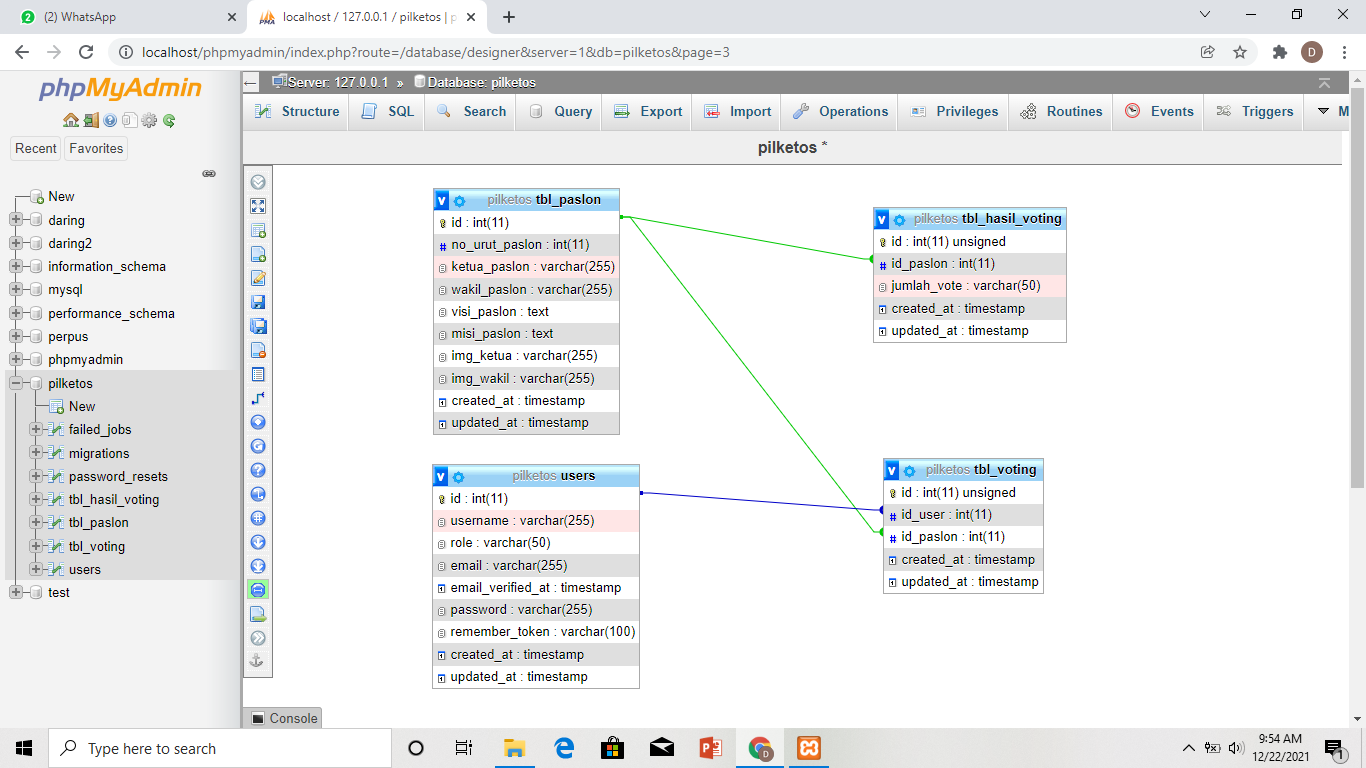 (2) WhatsApp
localhost / 127.0.0.1 / pilketos | p
localhost/phpmyadmin/index.php?route=/database/designer&server=1&db=pilketos&page=3
D
phpMyAdmin
Recent Favorites
New
daring
daring2
information_schema
mysql
performance_schema
perpus
phpmyadmin
pilketos
New
failed_jobs
migrations
password_resets
tbl_hasil_voting
tbl_paslon
tbl_voting
users
test
Server: 127.0.0.1 » Database: pilketos
Structure SQL Search Query Export Import Operations Privileges Routines Events Triggers M
pilketos *
pilketos tbl_paslon
id : int(11)
no_urut_paslon : int(11)
ketua_paslon : varchar(255)
wakil_paslon : varchar(255)
visi_paslon : text
misi_paslon : text
img_ketua : varchar(255)
img_wakil : varchar(255)
created_at : timestamp
updated_at : timestamp
pilketos tbl_hasil_voting
id : int(11) unsigned
id_paslon : int(11)
jumlah_vote : varchar(50)
created_at : timestamp
updated_at : timestamp
pilketos users
id : int(11)
username : varchar(255)
role : varchar(50)
email : varchar(255)
email_verified_at : timestamp
password : varchar(255)
remember_token : varchar(100)
created_at : timestamp
updated_at : timestamp
pilketos tbl_voting
id : int(11) unsigned
id_user : int(11)
id_paslon : int(11)
created_at : timestamp
updated_at : timestamp
Console
Type here to search
9:54 AM
12/22/2021
1